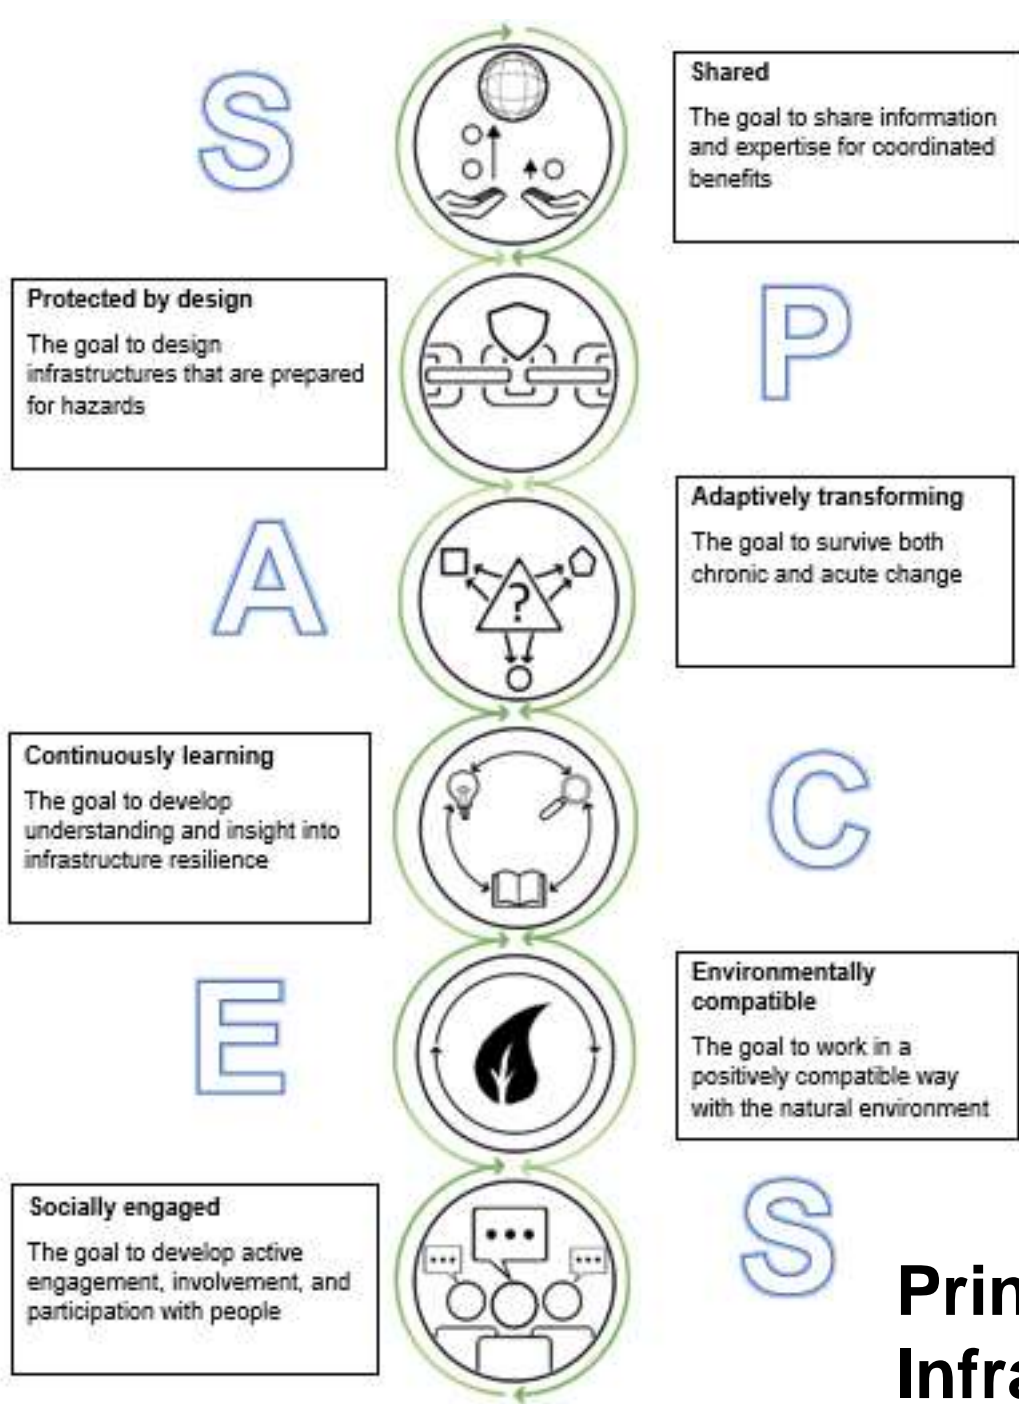 S
Shared
The goal to share information
and expertise for coordinated
benefits
Protected by design
The goal to design
infrastructures that are prepared
for hazards
P
A
Adaptively transforming
The goal to survive both
chronic and acute change
Continuously learning
The goal to develop
understanding and insight into
infrastructure resilience
C
E
Environmentally
compatible
The goal to work in a
positively compatible way
with the natural environment
Socially engaged
The goal to develop active
engagement, involvement, and
participation with people
S
Prin
Infra